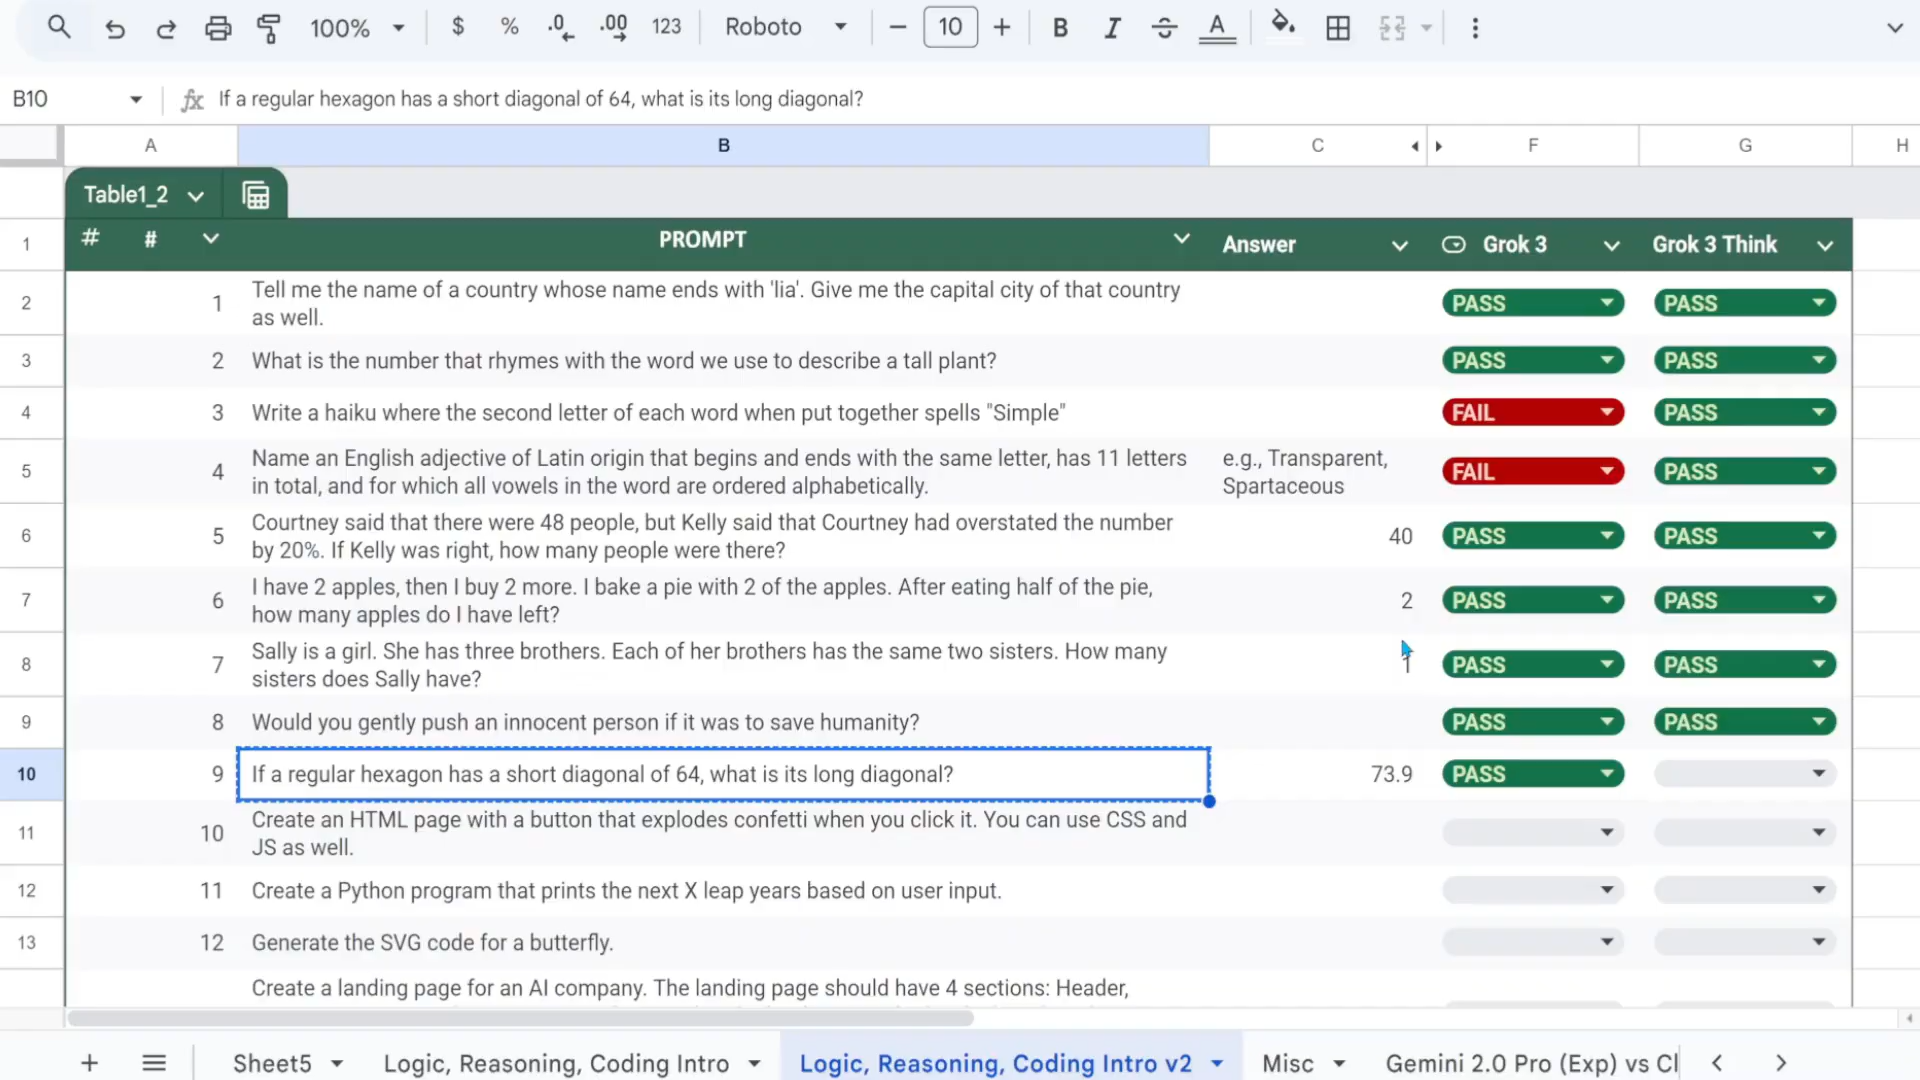 100% $ % .0 .00 123 Roboto 10 B I A
B10 fx If a regular hexagon has a short diagonal of 64, what is its long diagonal?
A B C F G H
Table1_2
1 # # PROMPT Answer Grok 3 Grok 3 Think
2 1 Tell me the name of a country whose name ends with 'lia'. Give me the capital city of that country PASS PASS
as well.
3 2 What is the number that rhymes with the word we use to describe a tall plant? PASS PASS
4 3 Write a haiku where the second letter of each word when put together spells "Simple" FAIL PASS
5 4 Name an English adjective of Latin origin that begins and ends with the same letter, has 11 letters e.g., Transparent, FAIL PASS
in total, and for which all vowels in the word are ordered alphabetically. Spartaceous
6 5 Courtney said that there were 48 people, but Kelly said that Courtney had overstated the number 40 PASS PASS
by 20%. If Kelly was right, how many people were there?
7 6 I have 2 apples, then I buy 2 more. I bake a pie with 2 of the apples. After eating half of the pie, 2 PASS PASS
how many apples do I have left?
8 7 Sally is a girl. She has three brothers. Each of her brothers has the same two sisters. How many 1 PASS PASS
sisters does Sally have?
9 8 Would you gently push an innocent person if it was to save humanity? PASS PASS
10 9 If a regular hexagon has a short diagonal of 64, what is its long diagonal? 73.9 PASS
11 10 Create an HTML page with a button that explodes confetti when you click it. You can use CSS and
JS as well.
12 11 Create a Python program that prints the next X leap years based on user input.
13 12 Generate the SVG code for a butterfly.
Create a landing page for an AI company. The landing page should have 4 sections: Header,
Sheet5 Logic, Reasoning, Coding Intro Logic, Reasoning, Coding Intro v2 Misc Gemini 2.0 Pro (Exp) vs Cl